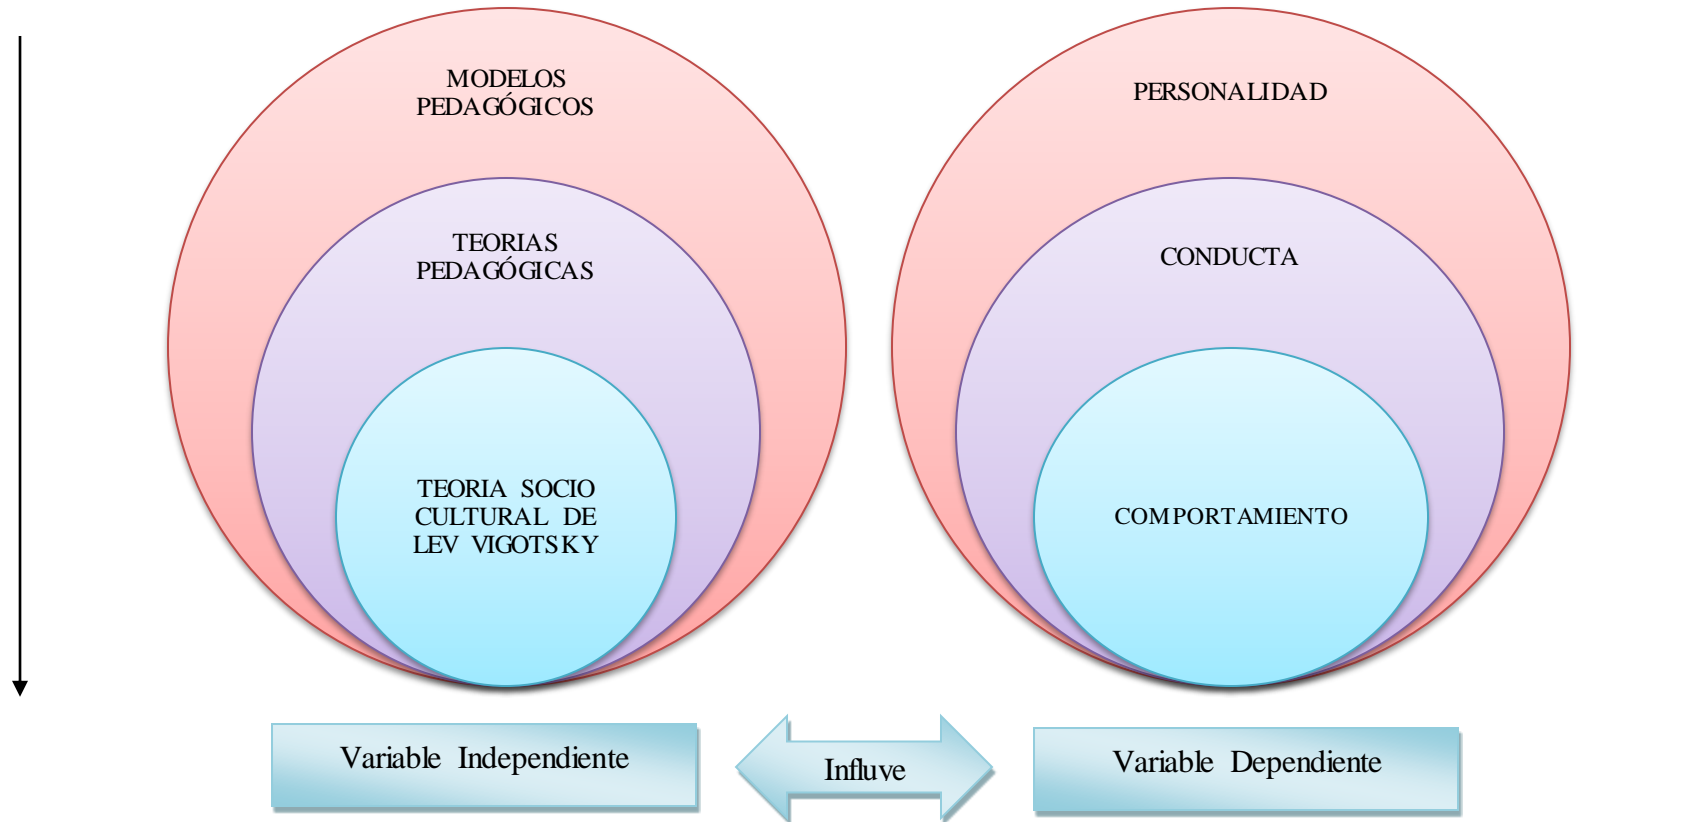 MODELOS
PEDAGÓGICOS
TEORIAS
PEDAGÓGICAS
TEORIA SOCIO
CULTURAL DE
LEV VIGOTSKY
PERSONALIDAD
CONDUCTA
COMPORTAMIENTO
Variable Independiente
Influye
Variable Dependiente